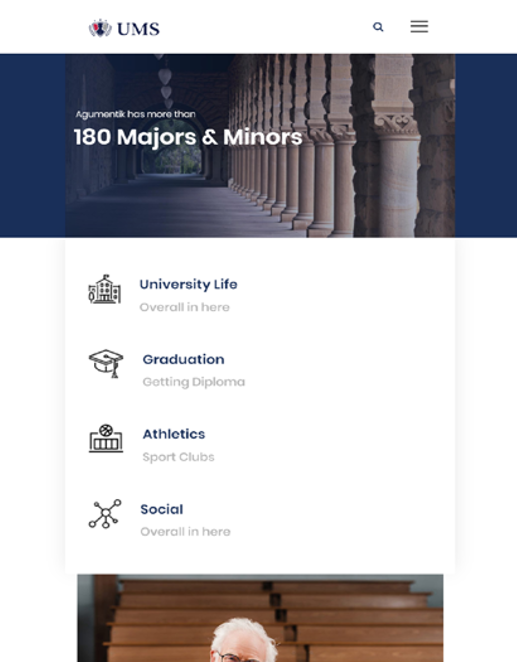 UMS
Agumentik has more than
180 Majors & Minors
University Life
Overall in here
Graduation
Getting Diploma
Athletics
Sport Clubs
Social
Overall in here